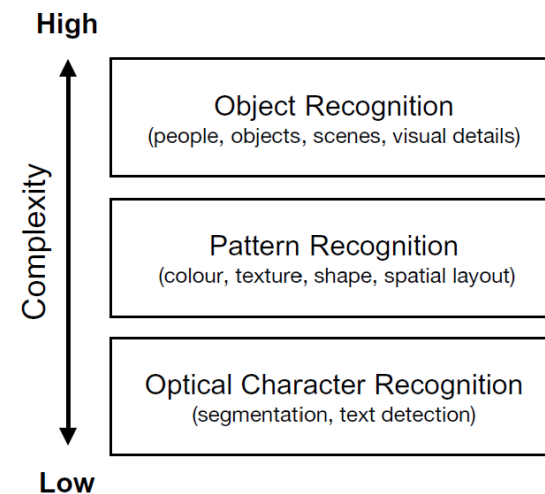 High
Complexity
Object Recognition
(people, objects, scenes, visual details)
Pattern Recognition
(colour, texture, shape, spatial layout)
Optical Character Recognition
(segmentation, text detection)
Low